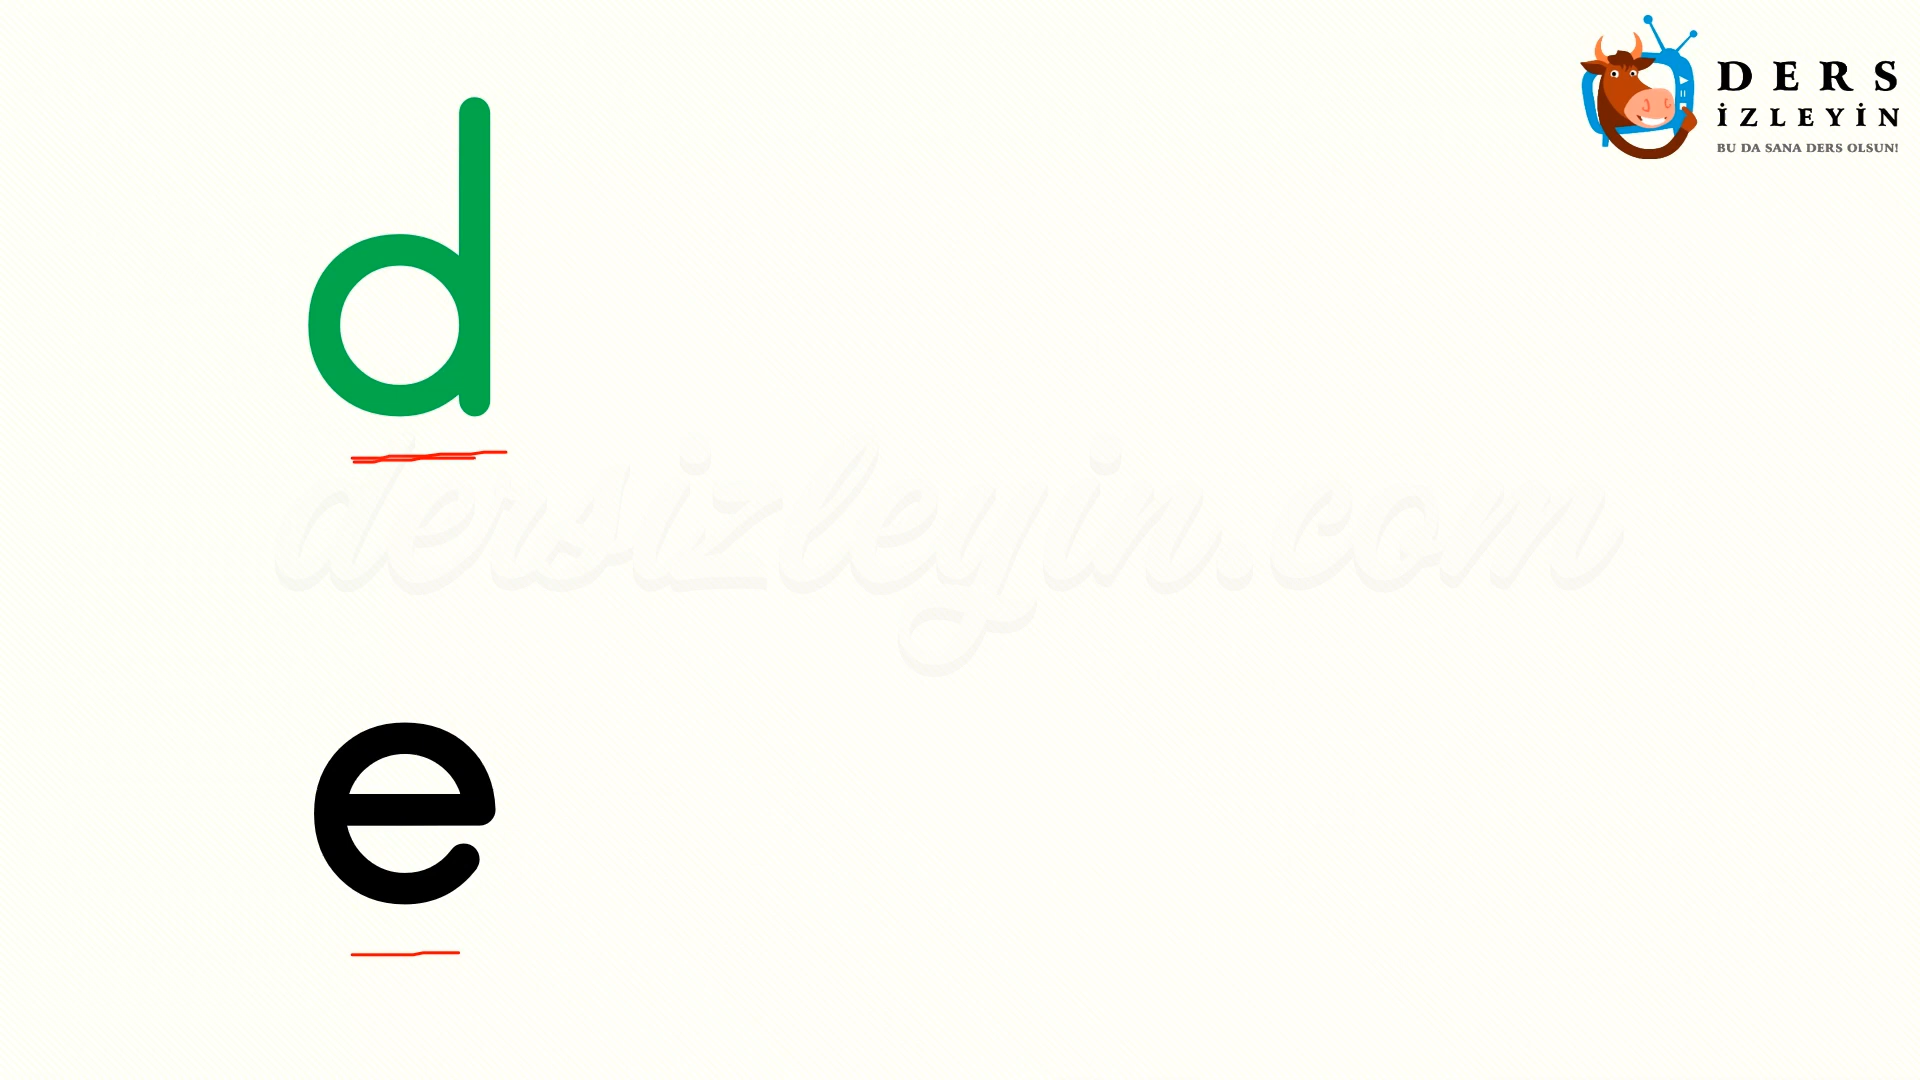 DERS
İZLEYİN
BU DA SANA DERS OLSUN!
d
dersizleyin.com
e